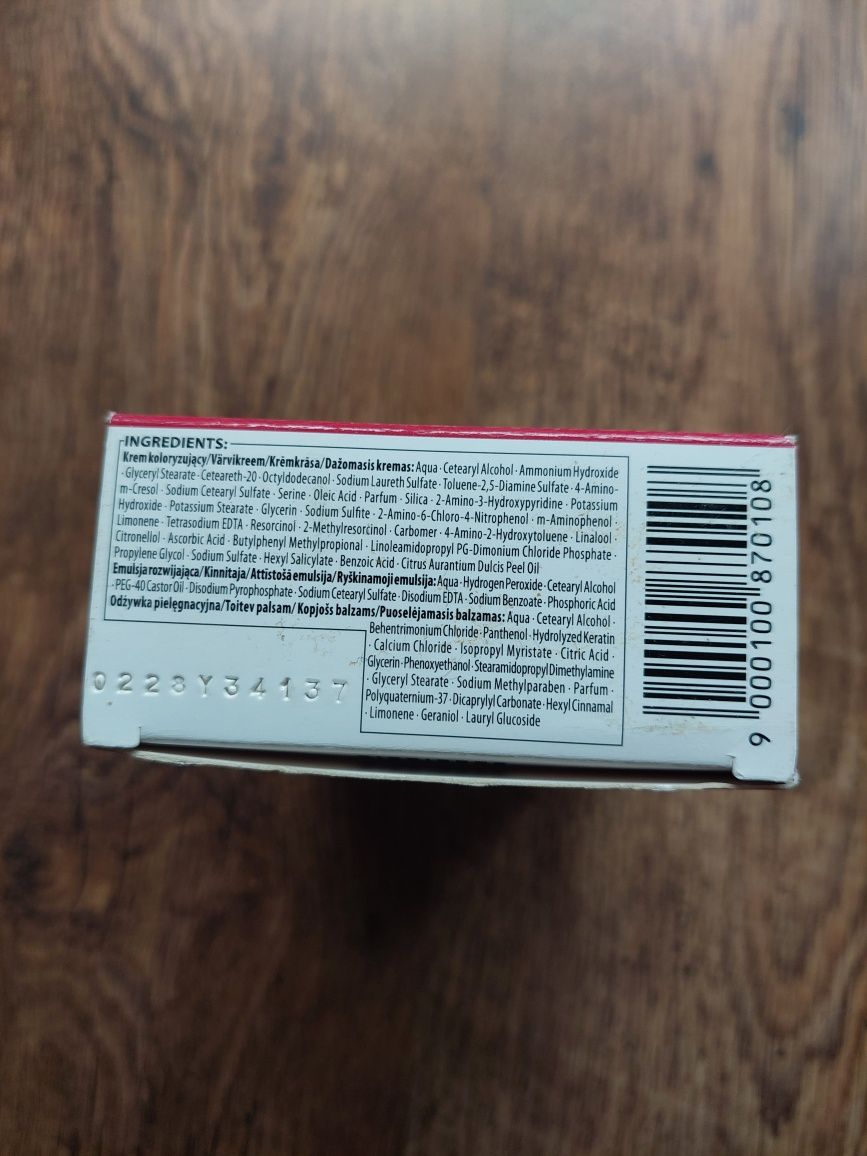 INGREDIENTS:
Krem koloryzujący/Värvikreem/Krēmkrāsa/Dažomasis kremas: Aqua · Cetearyl Alcohol · Ammonium Hydroxide
· Glyceryl Stearate · Ceteareth-20 · Octyldodecanol · Sodium Laureth Sulfate · Toluene-2,5-Diamine Sulfate · 4-Amino-
m-Cresol · Sodium Cetearyl Sulfate · Serine · Oleic Acid · Parfum · Silica · 2-Amino-3-Hydroxypyridine · Potassium
Hydroxide · Potassium Stearate · Glycerin · Sodium Sulfite · 2-Amino-6-Chloro-4-Nitrophenol · m-Aminophenol ·
Limonene · Tetrasodium EDTA · Resorcinol · 2-Methylresorcinol · Carbomer · 4-Amino-2-Hydroxytoluene · Linalool ·
Citronellol · Ascorbic Acid · Butylphenyl Methylpropional · Linoleamidopropyl PG-Dimonium Chloride Phosphate ·
Propylene Glycol · Sodium Sulfate · Hexyl Salicylate · Benzoic Acid · Citrus Aurantium Dulcis Peel Oil
Emulsja rozwijająca/Kinnitaja/Attīstošā emulsija/Ryškinamoji emulsija: Aqua · Hydrogen Peroxide · Cetearyl Alcohol
· PEG-40 Castor Oil · Disodium Pyrophosphate · Sodium Cetearyl Sulfate · Disodium EDTA · Sodium Benzoate · Phosphoric Acid
Odżywka pielęgnacyjna/Toitev palsam/ Kopjošs balzams/Puoselėjamasis balzamas: Aqua · Cetearyl Alcohol ·
Behentrimonium Chloride · Panthenol · Hydrolyzed Keratin
· Calcium Chloride · Isopropyl Myristate · Citric Acid ·
Glycerin · Phenoxyethanol · Stearamidopropyl Dimethylamine
· Glyceryl Stearate · Sodium Methylparaben · Parfum ·
Polyquaternium-37 · Dicaprylyl Carbonate · Hexyl Cinnamal
· Limonene · Geraniol · Lauryl Glucoside
0223Y34137
9 000100 870108